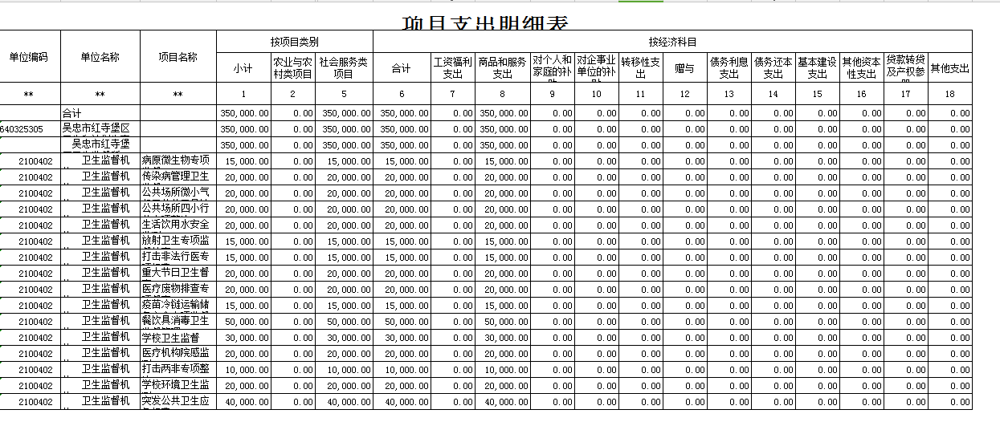 项目支出明细表
单位编码 单位名称 项目名称 按项目类别 按经济科目
小计 农业与农村类项目 社会服务类项目 合计 工资福利支出 商品和服务支出 对个人和家庭的补助 对企事业单位的补助 转移性支出 赠与 债务利息支出 债务还本支出 基本建设支出 其他资本性支出 贷款转贷及产权参 其他支出
** ** ** 1 2 5 6 7 8 9 10 11 12 13 14 15 16 17 18
合计 350,000.00 0.00 350,000.00 350,000.00 0.00 350,000.00 0.00 0.00 0.00 0.00 0.00 0.00 0.00 0.00 0.00 0.00
640325305 吴忠市红寺堡区 350,000.00 0.00 350,000.00 350,000.00 0.00 350,000.00 0.00 0.00 0.00 0.00 0.00 0.00 0.00 0.00 0.00 0.00
吴忠市红寺堡 350,000.00 0.00 350,000.00 350,000.00 0.00 350,000.00 0.00 0.00 0.00 0.00 0.00 0.00 0.00 0.00 0.00 0.00
2100402 卫生监督机 病原微生物专项 15,000.00 0.00 15,000.00 15,000.00 0.00 15,000.00 0.00 0.00 0.00 0.00 0.00 0.00 0.00 0.00 0.00 0.00
2100402 卫生监督机 传染病管理卫生 20,000.00 0.00 20,000.00 20,000.00 0.00 20,000.00 0.00 0.00 0.00 0.00 0.00 0.00 0.00 0.00 0.00 0.00
2100402 卫生监督机 公共场所微小气 20,000.00 0.00 20,000.00 20,000.00 0.00 20,000.00 0.00 0.00 0.00 0.00 0.00 0.00 0.00 0.00 0.00 0.00
2100402 卫生监督机 公共场所四小行 20,000.00 0.00 20,000.00 20,000.00 0.00 20,000.00 0.00 0.00 0.00 0.00 0.00 0.00 0.00 0.00 0.00 0.00
2100402 卫生监督机 生活饮用水安全 20,000.00 0.00 20,000.00 20,000.00 0.00 20,000.00 0.00 0.00 0.00 0.00 0.00 0.00 0.00 0.00 0.00 0.00
2100402 卫生监督机 放射卫生专项监 15,000.00 0.00 15,000.00 15,000.00 0.00 15,000.00 0.00 0.00 0.00 0.00 0.00 0.00 0.00 0.00 0.00 0.00
2100402 卫生监督机 打击非法行医专 15,000.00 0.00 15,000.00 15,000.00 0.00 15,000.00 0.00 0.00 0.00 0.00 0.00 0.00 0.00 0.00 0.00 0.00
2100402 卫生监督机 重大节日卫生督 20,000.00 0.00 20,000.00 20,000.00 0.00 20,000.00 0.00 0.00 0.00 0.00 0.00 0.00 0.00 0.00 0.00 0.00
2100402 卫生监督机 医疗废物排查专 20,000.00 0.00 20,000.00 20,000.00 0.00 20,000.00 0.00 0.00 0.00 0.00 0.00 0.00 0.00 0.00 0.00 0.00
2100402 卫生监督机 疫苗冷链运输储 15,000.00 0.00 15,000.00 15,000.00 0.00 15,000.00 0.00 0.00 0.00 0.00 0.00 0.00 0.00 0.00 0.00 0.00
2100402 卫生监督机 餐饮具消毒卫生 50,000.00 0.00 50,000.00 50,000.00 0.00 50,000.00 0.00 0.00 0.00 0.00 0.00 0.00 0.00 0.00 0.00 0.00
2100402 卫生监督机 学校卫生监督 30,000.00 0.00 30,000.00 30,000.00 0.00 30,000.00 0.00 0.00 0.00 0.00 0.00 0.00 0.00 0.00 0.00 0.00
2100402 卫生监督机 医疗机构院感监 20,000.00 0.00 20,000.00 20,000.00 0.00 20,000.00 0.00 0.00 0.00 0.00 0.00 0.00 0.00 0.00 0.00 0.00
2100402 卫生监督机 打击两非专项整 10,000.00 0.00 10,000.00 10,000.00 0.00 10,000.00 0.00 0.00 0.00 0.00 0.00 0.00 0.00 0.00 0.00 0.00
2100402 卫生监督机 学校环境卫生监 20,000.00 0.00 20,000.00 20,000.00 0.00 20,000.00 0.00 0.00 0.00 0.00 0.00 0.00 0.00 0.00 0.00 0.00
2100402 卫生监督机 突发公共卫生应 40,000.00 0.00 40,000.00 40,000.00 0.00 40,000.00 0.00 0.00 0.00 0.00 0.00 0.00 0.00 0.00 0.00 0.00